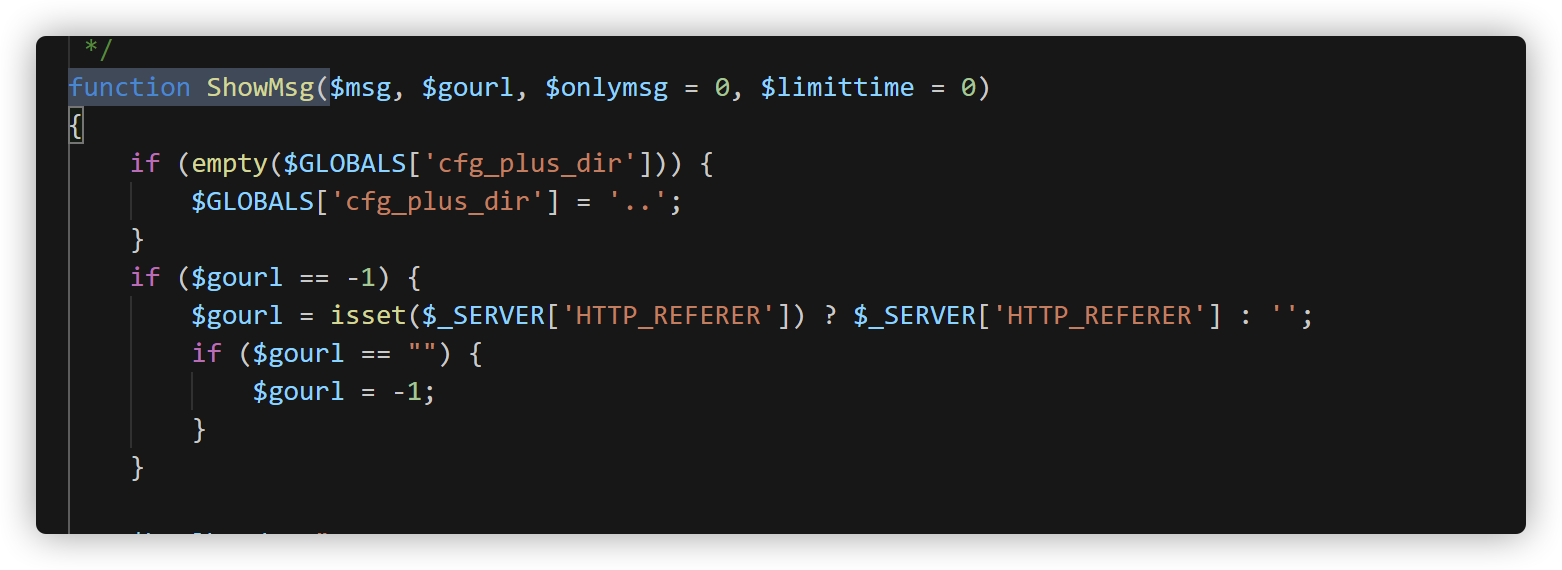 */
function ShowMsg($msg, $gourl, $onlymsg = 0, $limittime = 0)
{
if (empty($GLOBALS['cfg_plus_dir'])) {
$GLOBALS['cfg_plus_dir'] = '..';
}
if ($gourl == -1) {
$gourl = isset($_SERVER['HTTP_REFERER']) ? $_SERVER['HTTP_REFERER'] : '';
if ($gourl == "") {
$gourl = -1;
}
}